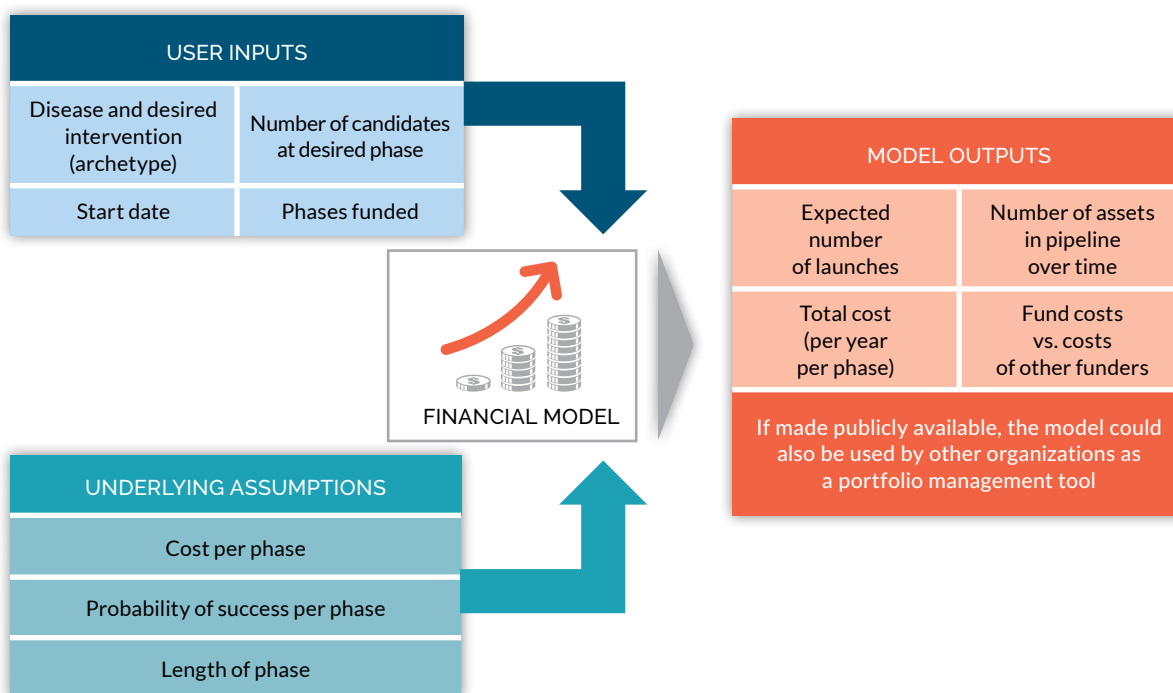 USER INPUTS
Disease and desired
intervention
(archetype)
Number of candidates
at desired phase
Start date
Phases funded
FINANCIAL MODEL
UNDERLYING ASSUMPTIONS
Cost per phase
Probability of success per phase
Length of phase
MODEL OUTPUTS
Expected
number
of launches
Number of assets
in pipeline
over time
Total cost
(per year
per phase)
Fund costs
vs. costs
of other funders
If made publicly available, the model could
also be used by other organizations as
a portfolio management tool